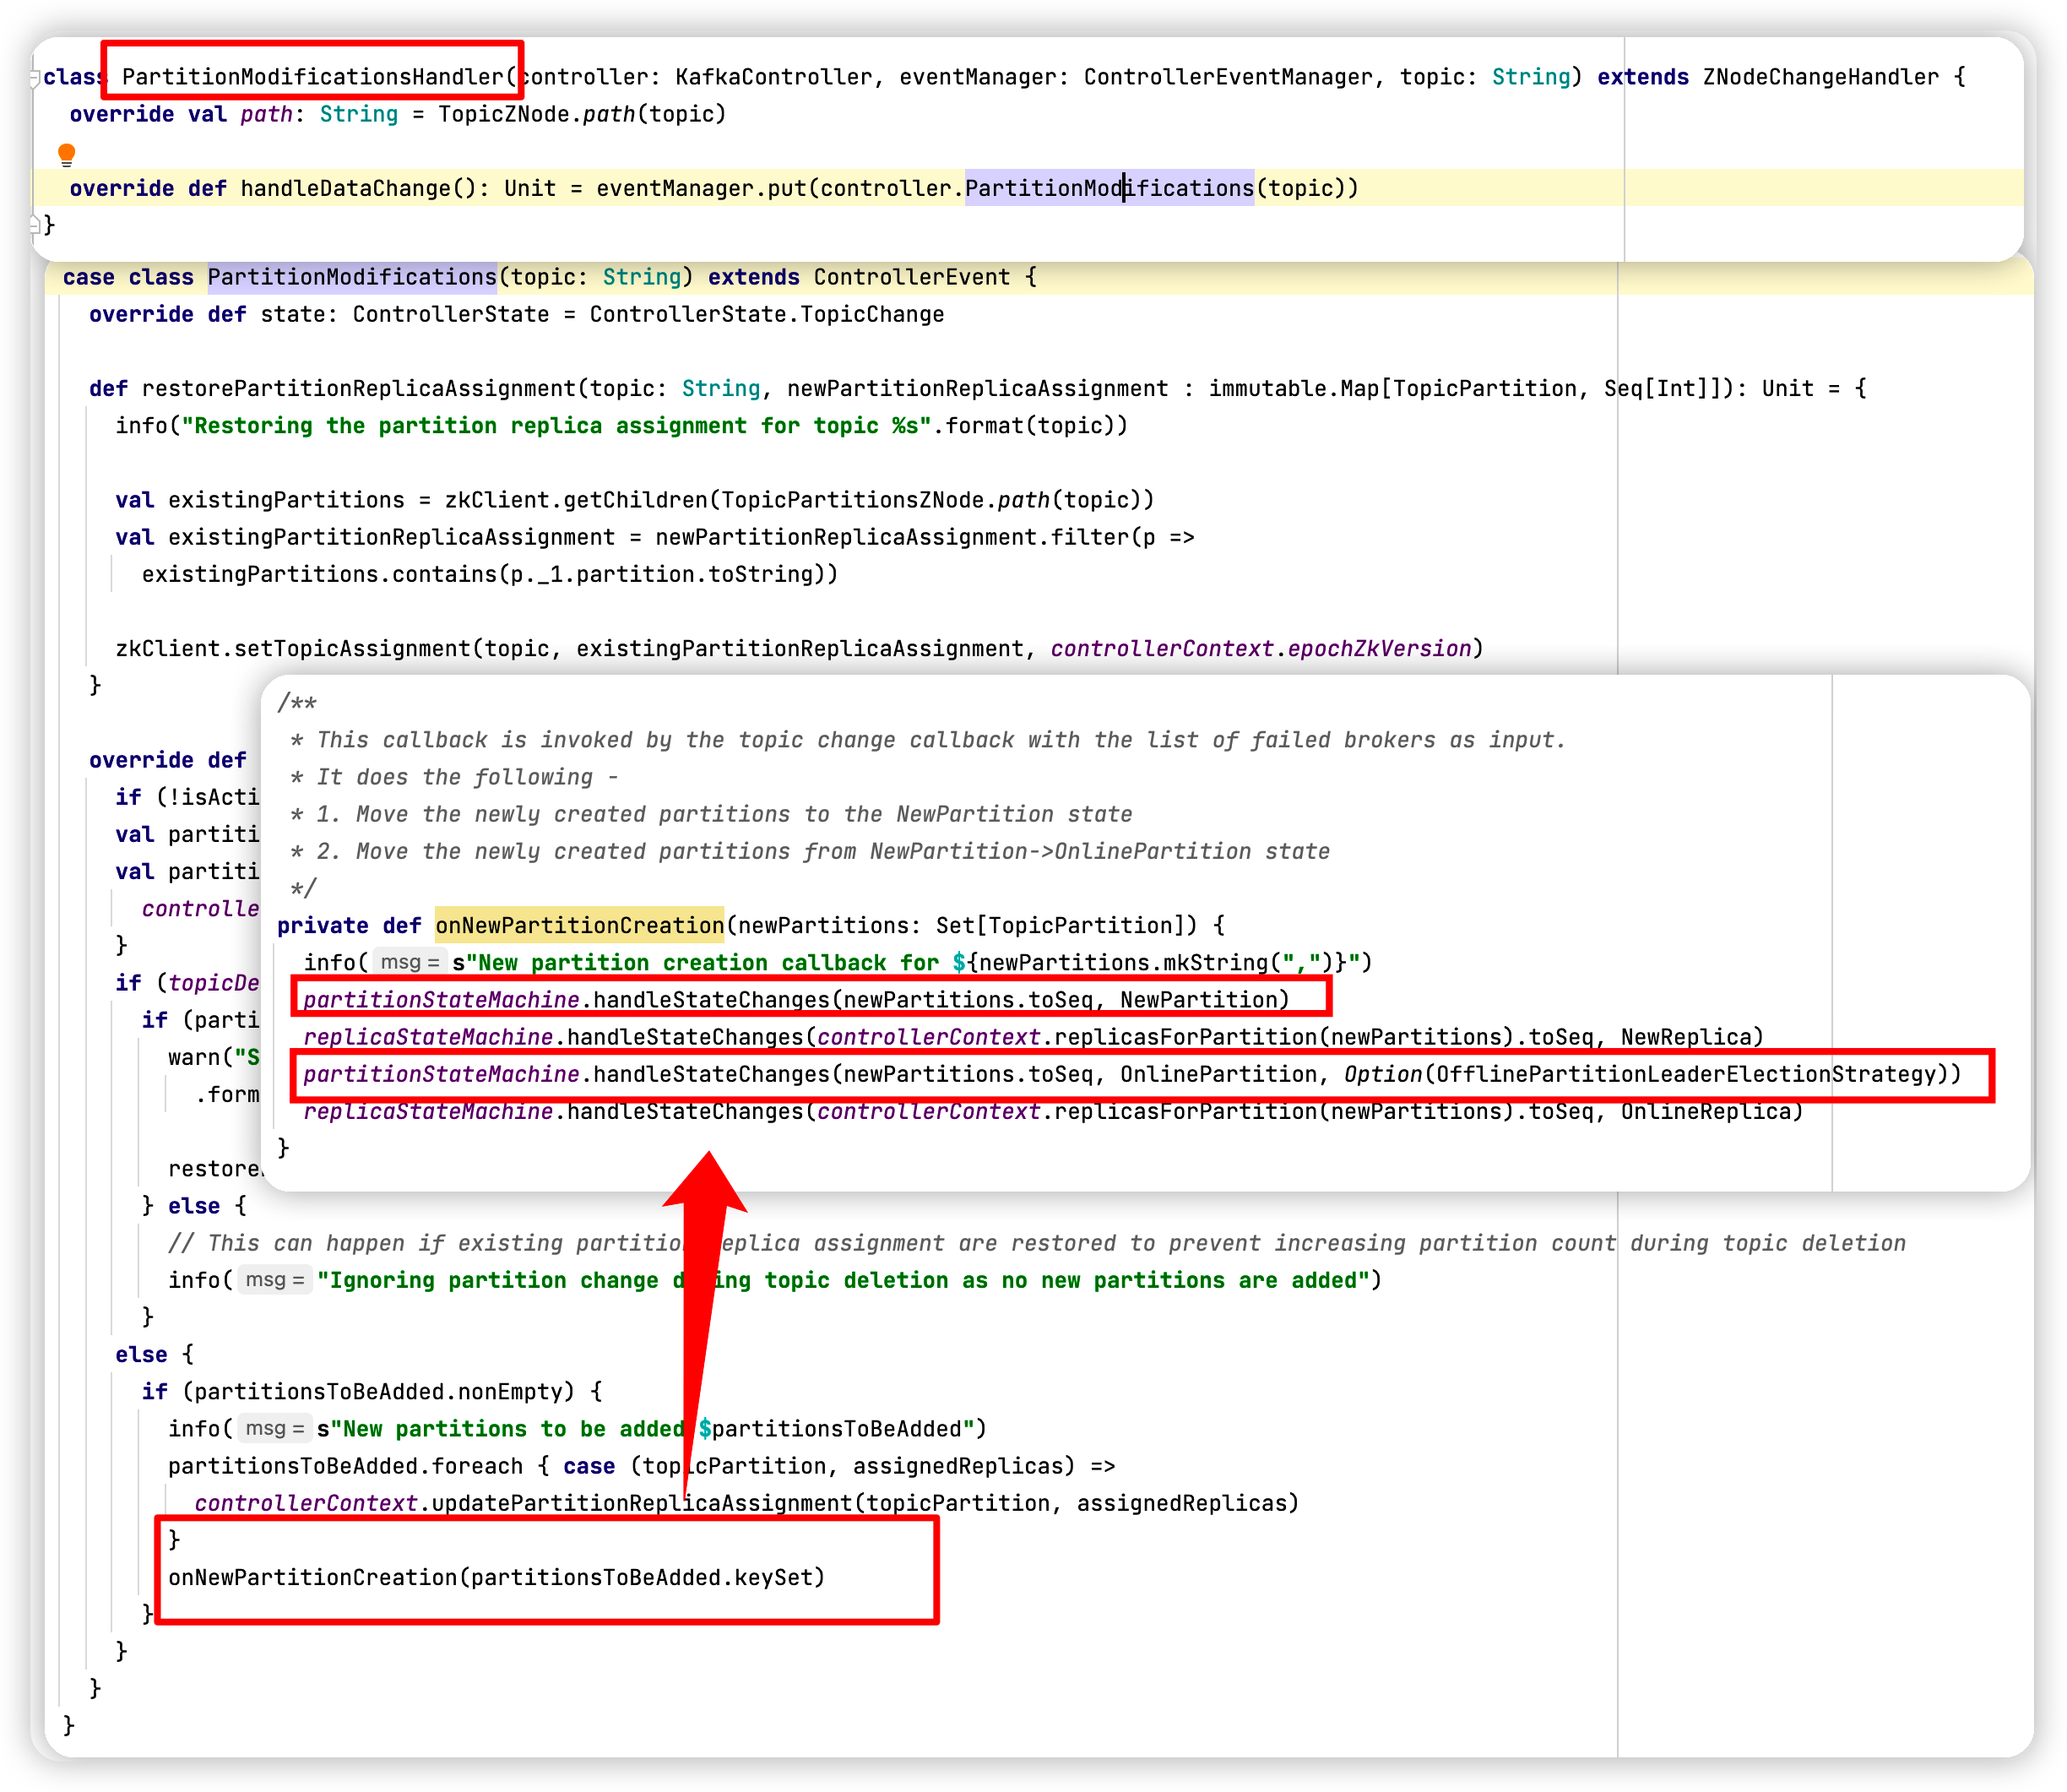 class PartitionModificationsHandler(controller: KafkaController, eventManager: ControllerEventManager, topic: String) extends ZNodeChangeHandler {
override val path: String = TopicZNode.path(topic)
override def handleDataChange(): Unit = eventManager.put(controller.PartitionModifications(topic))
}
case class PartitionModifications(topic: String) extends ControllerEvent {
override def state: ControllerState = ControllerState.TopicChange
def restorePartitionReplicaAssignment(topic: String, newPartitionReplicaAssignment : immutable.Map[TopicPartition, Seq[Int]]): Unit = {
info("Restoring the partition replica assignment for topic %s".format(topic))
val existingPartitions = zkClient.getChildren(TopicPartitionsZNode.path(topic))
val existingPartitionReplicaAssignment = newPartitionReplicaAssignment.filter(p =>
existingPartitions.contains(p._1.partition.toString))
zkClient.setTopicAssignment(topic, existingPartitionReplicaAssignment, controllerContext.epochZkVersion)
}
override def
if (!isActi
val partiti
val partiti
controlle
}
if (topicDe
if (parti
warn("S
.form
restore
/**
* This callback is invoked by the topic change callback with the list of failed brokers as input.
* It does the following -
* 1. Move the newly created partitions to the NewPartition state
* 2. Move the newly created partitions from NewPartition->OnlinePartition state
*/
private def onNewPartitionCreation(newPartitions: Set[TopicPartition]) {
info( msg = s"New partition creation callback for ${newPartitions.mkString(",")}")
partitionStateMachine.handleStateChanges(newPartitions.toSeq, NewPartition)
replicaStateMachine.handleStateChanges(controllerContext.replicasForPartition(newPartitions).toSeq, NewReplica)
partitionStateMachine.handleStateChanges(newPartitions.toSeq, OnlinePartition, Option(OfflinePartitionLeaderElectionStrategy))
replicaStateMachine.handleStateChanges(controllerContext.replicasForPartition(newPartitions).toSeq, OnlineReplica)
}
} else {
// This can happen if existing partition replica assignment are restored to prevent increasing partition count during topic deletion
info( msg = "Ignoring partition change during topic deletion as no new partitions are added")
}
else {
if (partitionsToBeAdded.nonEmpty) {
info( msg = s"New partitions to be added $partitionsToBeAdded")
partitionsToBeAdded.foreach { case (topicPartition, assignedReplicas) =>
controllerContext.updatePartitionReplicaAssignment(topicPartition, assignedReplicas)
}
onNewPartitionCreation(partitionsToBeAdded.keySet)
}
}
}
}